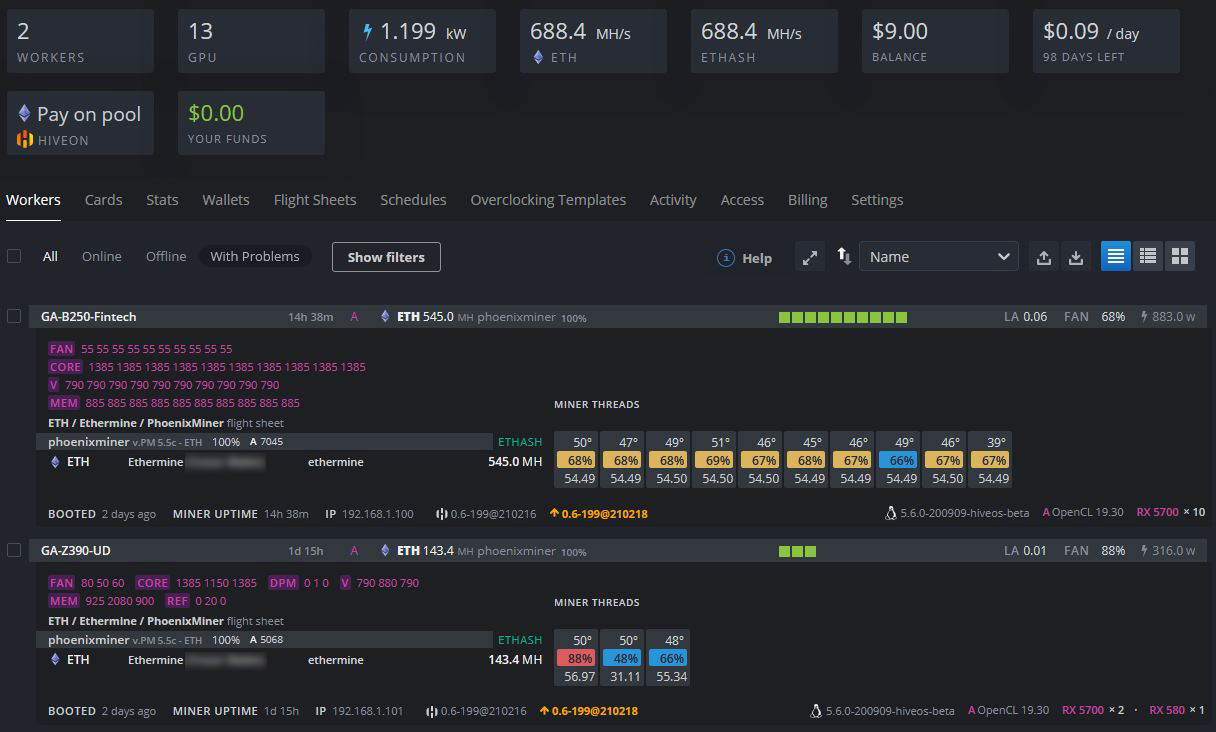 2 13 1.199 kW 688.4 MH/s 688.4 MH/s $9.00 $0.09 / day
WORKERS GPU CONSUMPTION ETH ETHASH BALANCE 98 DAYS LEFT
Pay on pool $0.00
HIVEON YOUR FUNDS
Workers Cards Stats Wallets Flight Sheets Schedules Overclocking Templates Activity Access Billing Settings
All Online Offline With Problems Show filters Help Name
GA-B250-Fintech 14h 38m A ETH 545.0 MH phoenixminer 100% LA 0.06 FAN 68% 883.0 W
FAN 55 55 55 55 55 55 55 55 55 55
CORE 1385 1385 1385 1385 1385 1385 1385 1385 1385 1385
V 790 790 790 790 790 790 790 790 790 790
MEM 885 885 885 885 885 885 885 885 885 885 MINER THREADS
ETH / Ethermine / PhoenixMiner flight sheet
phoenixminer v.PM 5.5c - ETH 100% A 7045 ETHASH 50° 47° 49° 51° 46° 45° 46° 49° 46° 39°
ETH Ethermine ethermine 545.0 MH 68% 68% 68% 69% 67% 68% 67% 66% 67% 67%
54.49 54.49 54.50 54.50 54.50 54.49 54.49 54.49 54.50 54.49
BOOTED 2 days ago MINER UPTIME 14h 38m IP 192.168.1.100 0.6-199@210216 0.6-199@210218 5.6.0-200909-hiveos-beta A OpenCL 19.30 RX 5700 × 10
GA-Z390-UD 1d 15h A ETH 143.4 MH phoenixminer 100% LA 0.01 FAN 88% 316.0 W
FAN 80 50 60 CORE 1385 1150 1385 DPM 0 1 0 V 790 880 790
MEM 925 2080 900 REF 0 20 0 MINER THREADS
ETH / Ethermine / PhoenixMiner flight sheet
phoenixminer v.PM 5.5c - ETH 100% A 5068 ETHASH 50° 50° 48°
ETH Ethermine ethermine 143.4 MH 88% 48% 66%
56.97 31.11 55.34
BOOTED 2 days ago MINER UPTIME 1d 15h IP 192.168.1.101 0.6-199@210216 0.6-199@210218 5.6.0-200909-hiveos-beta A OpenCL 19.30 RX 5700 × 2 · RX 580 × 1